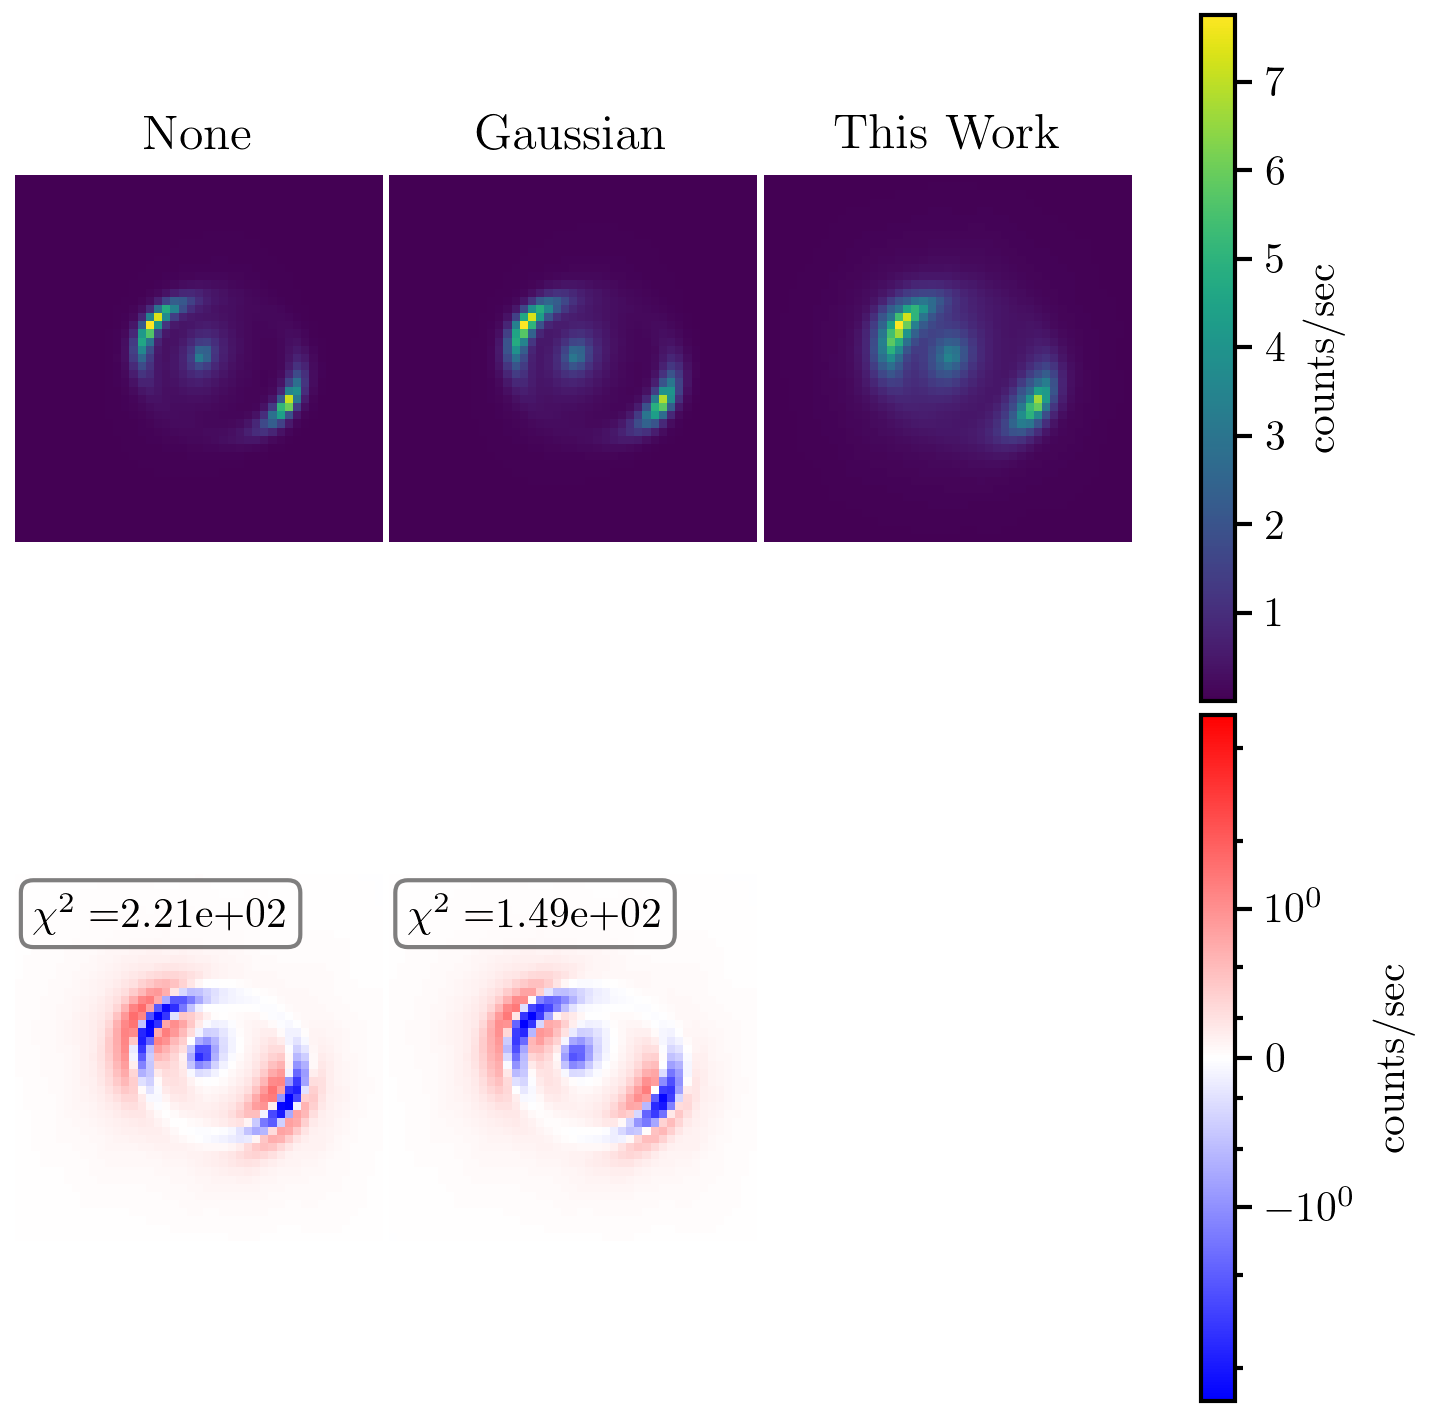 None
Gaussian
This Work
7
6
5
4
3
2
1
counts/sec
χ² =2.21e+02
χ² =1.49e+02
10⁰
0
−10⁰
counts/sec